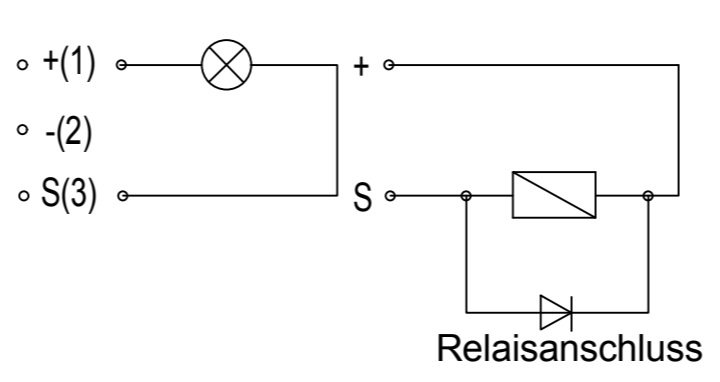 +(1)
+
-(2)
S(3)
S
Relaisanschluss